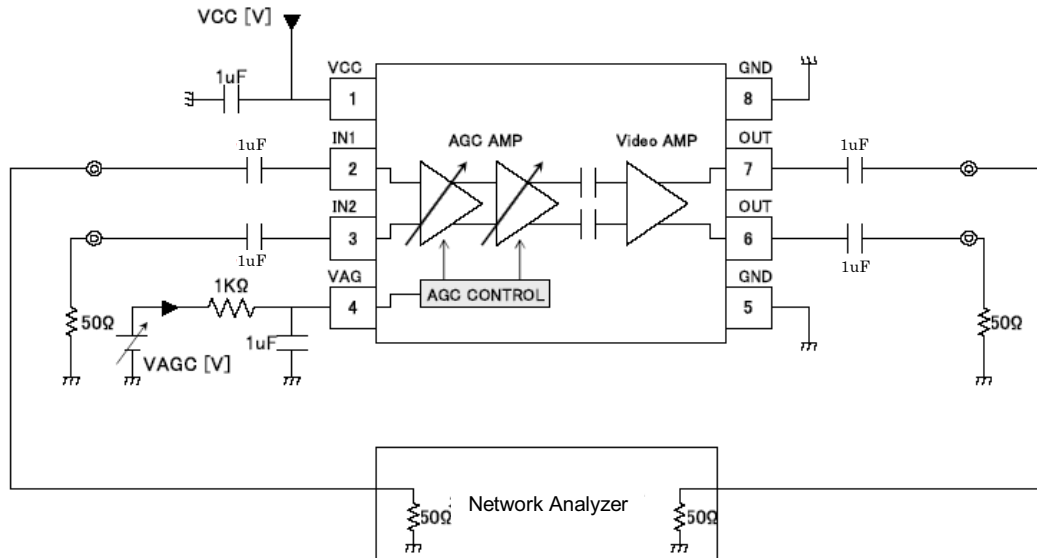 VCC [V]
1uF
VCC
1
GND
8
1uF
IN1
2
AGC AMP
Video AMP
OUT
7
1uF
IN2
3
1uF
OUT
6
1uF
VAG
4
AGC CONTROL
GND
5
1KΩ
1uF
50Ω
VAGC [V]
50Ω
50Ω
Network Analyzer
50Ω